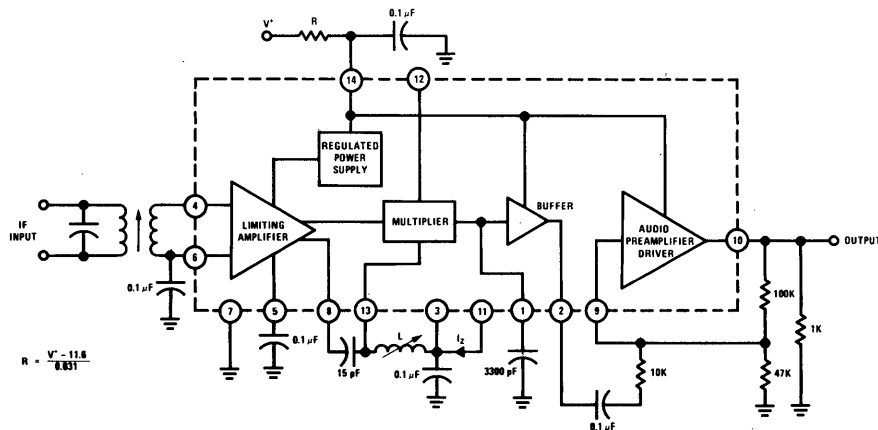 V+
R
0.1 µF
14
12
REGULATED
POWER
SUPPLY
BUFFER
4
LIMITING
AMPLIFIER
MULTIPLIER
AUDIO
PREAMPLIFIER
DRIVER
10
OUTPUT
IF
INPUT
6
0.1 µF
7
5
8
13
3
11
1
2
9
100K
1K
0.1 µF
15 pF
L
IZ
0.1 µF
3300 pF
10K
47K
0.1 µF
R = V+ - 11.6
0.031